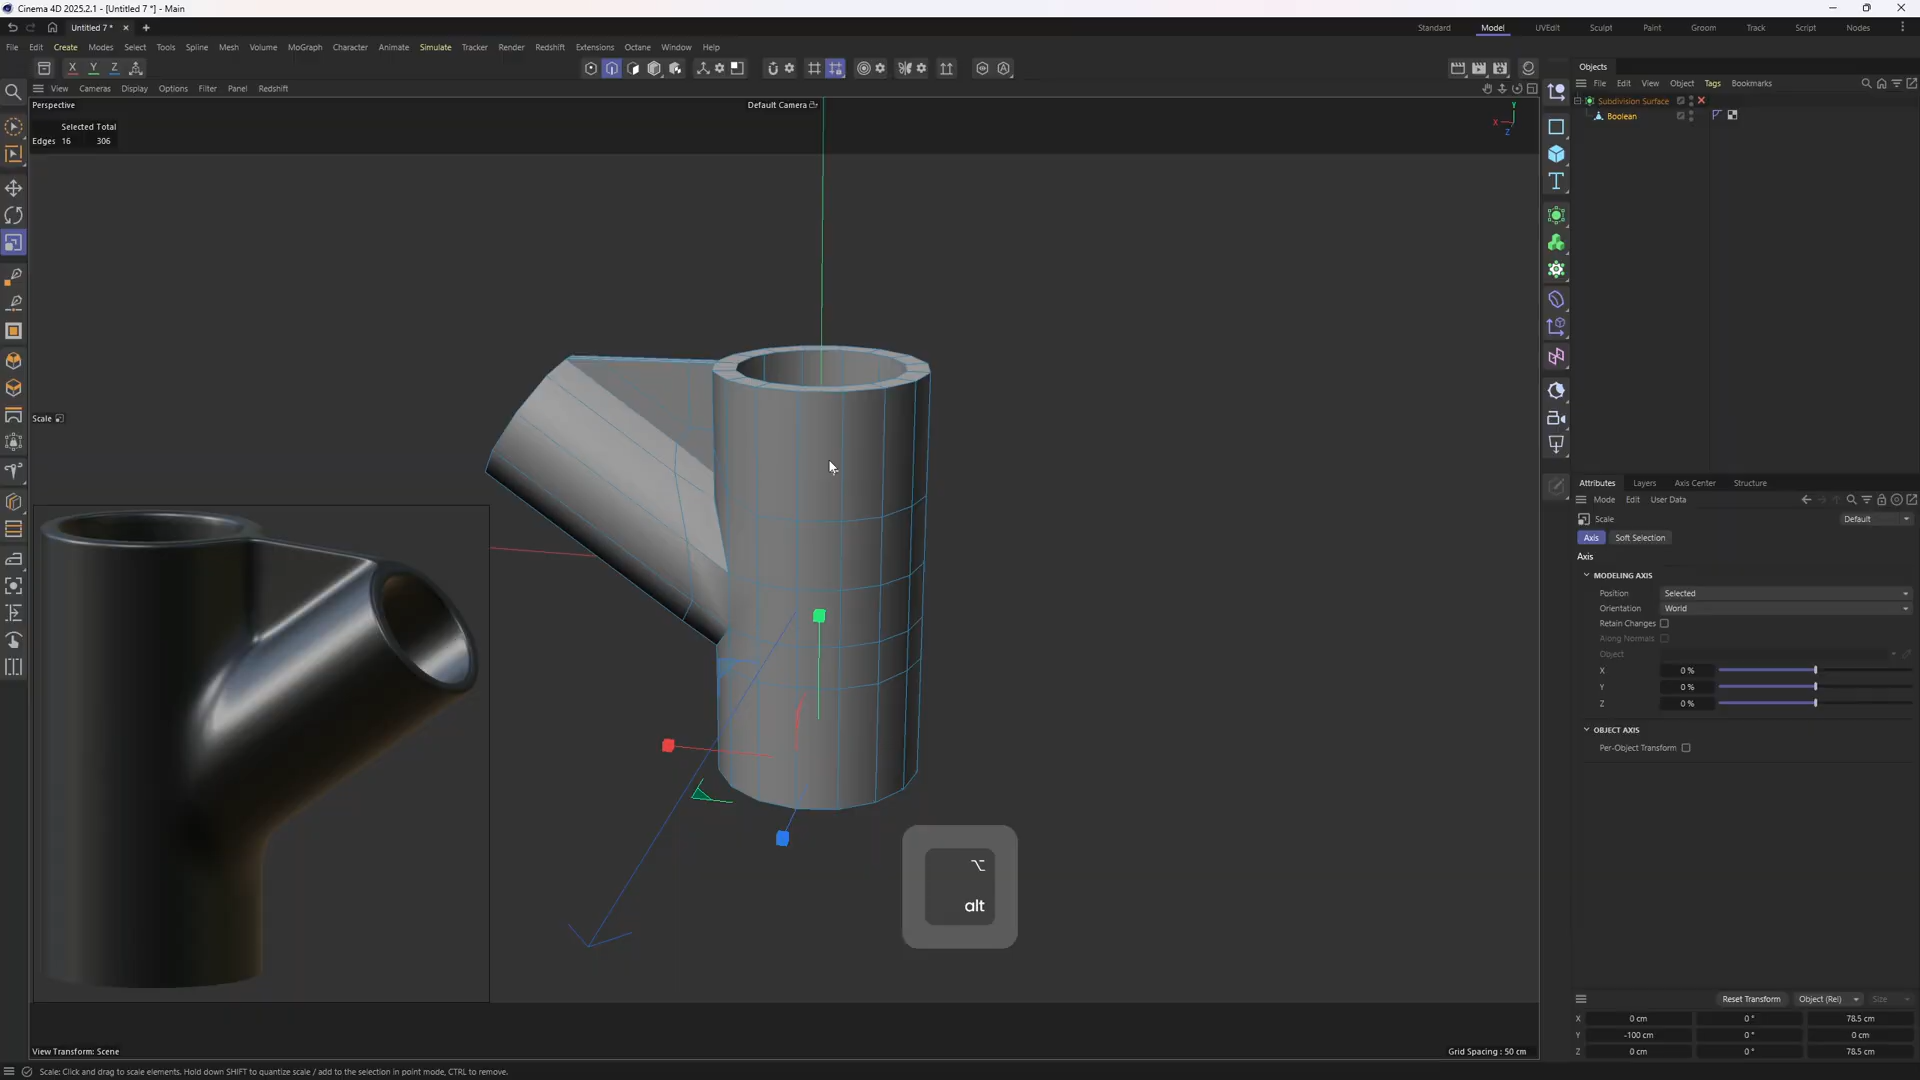 Cinema 4D 2025.2.1 - [Untitled 7 *] - Main
Untitled 7 *
Standard Model UVEdit Sculpt Paint Groom Track Script Nodes
File Edit Create Modes Select Tools Spline Mesh Volume MoGraph Character Animate Simulate Tracker Render Redshift Extensions Octane Window Help
X Y Z
Objects
View Cameras Display Options Filter Panel Redshift
File Edit View Object Tags Bookmarks
Perspective
Default Camera
Subdivision Surface
Boolean
Selected Total
Edges 16 306
Y
X
Z
Scale
Attributes Layers Axis Center Structure
Mode Edit User Data
Scale
Default
Axis Soft Selection
Axis
MODELING AXIS
Position Selected
Orientation World
Retain Changes
Along Normals
Object
X 0 %
Y 0 %
Z 0 %
OBJECT AXIS
Per-Object Transform
alt
Reset Transform Object (Rel) Size
X 0 cm 0 ° 78.5 cm
Y -100 cm 0 ° 0 cm
Z 0 cm 0 ° 78.5 cm
View Transform: Scene
Grid Spacing : 50 cm
Scale: Click and drag to scale elements. Hold down SHIFT to quantize scale / add to the selection in point mode, CTRL to remove.